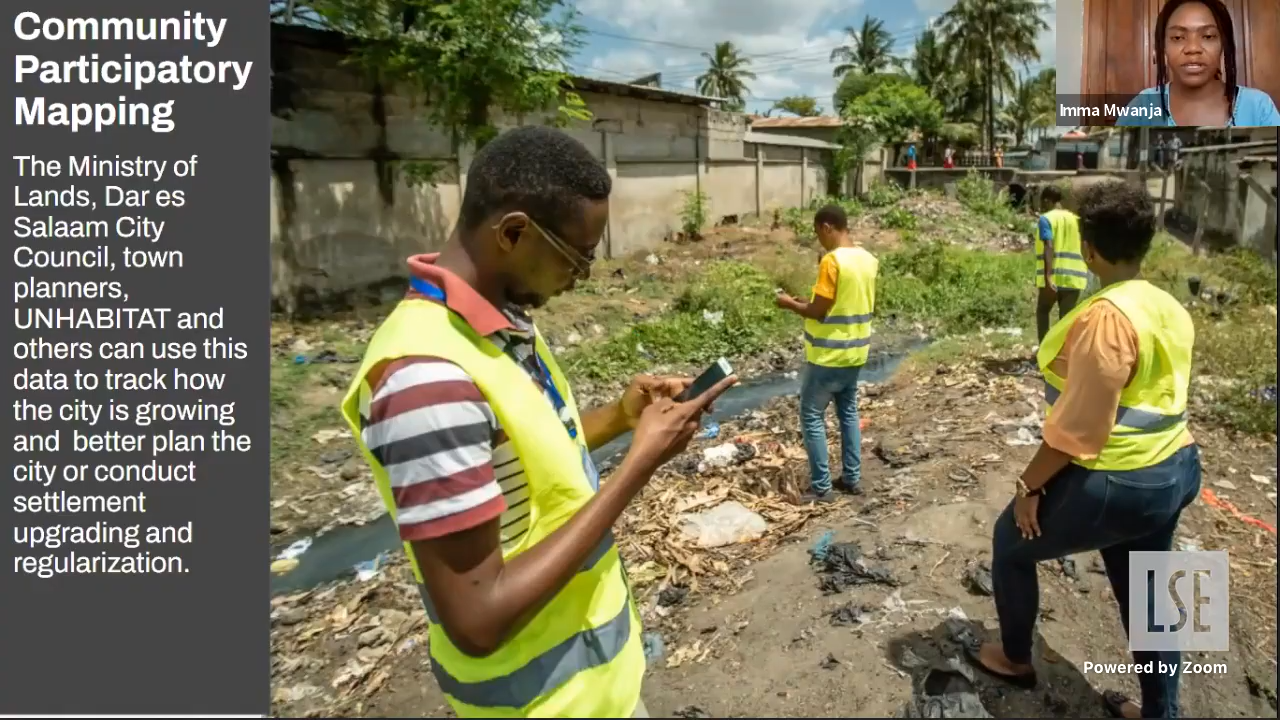 Community
Participatory
Mapping
The Ministry of
Lands, Dar es
Salaam City
Council, town
planners,
UNHABITAT and
others can use this
data to track how
the city is growing
and  better plan the
city or conduct
settlement
upgrading and
regularization.
Imma Mwanja
LSE
Powered by Zoom